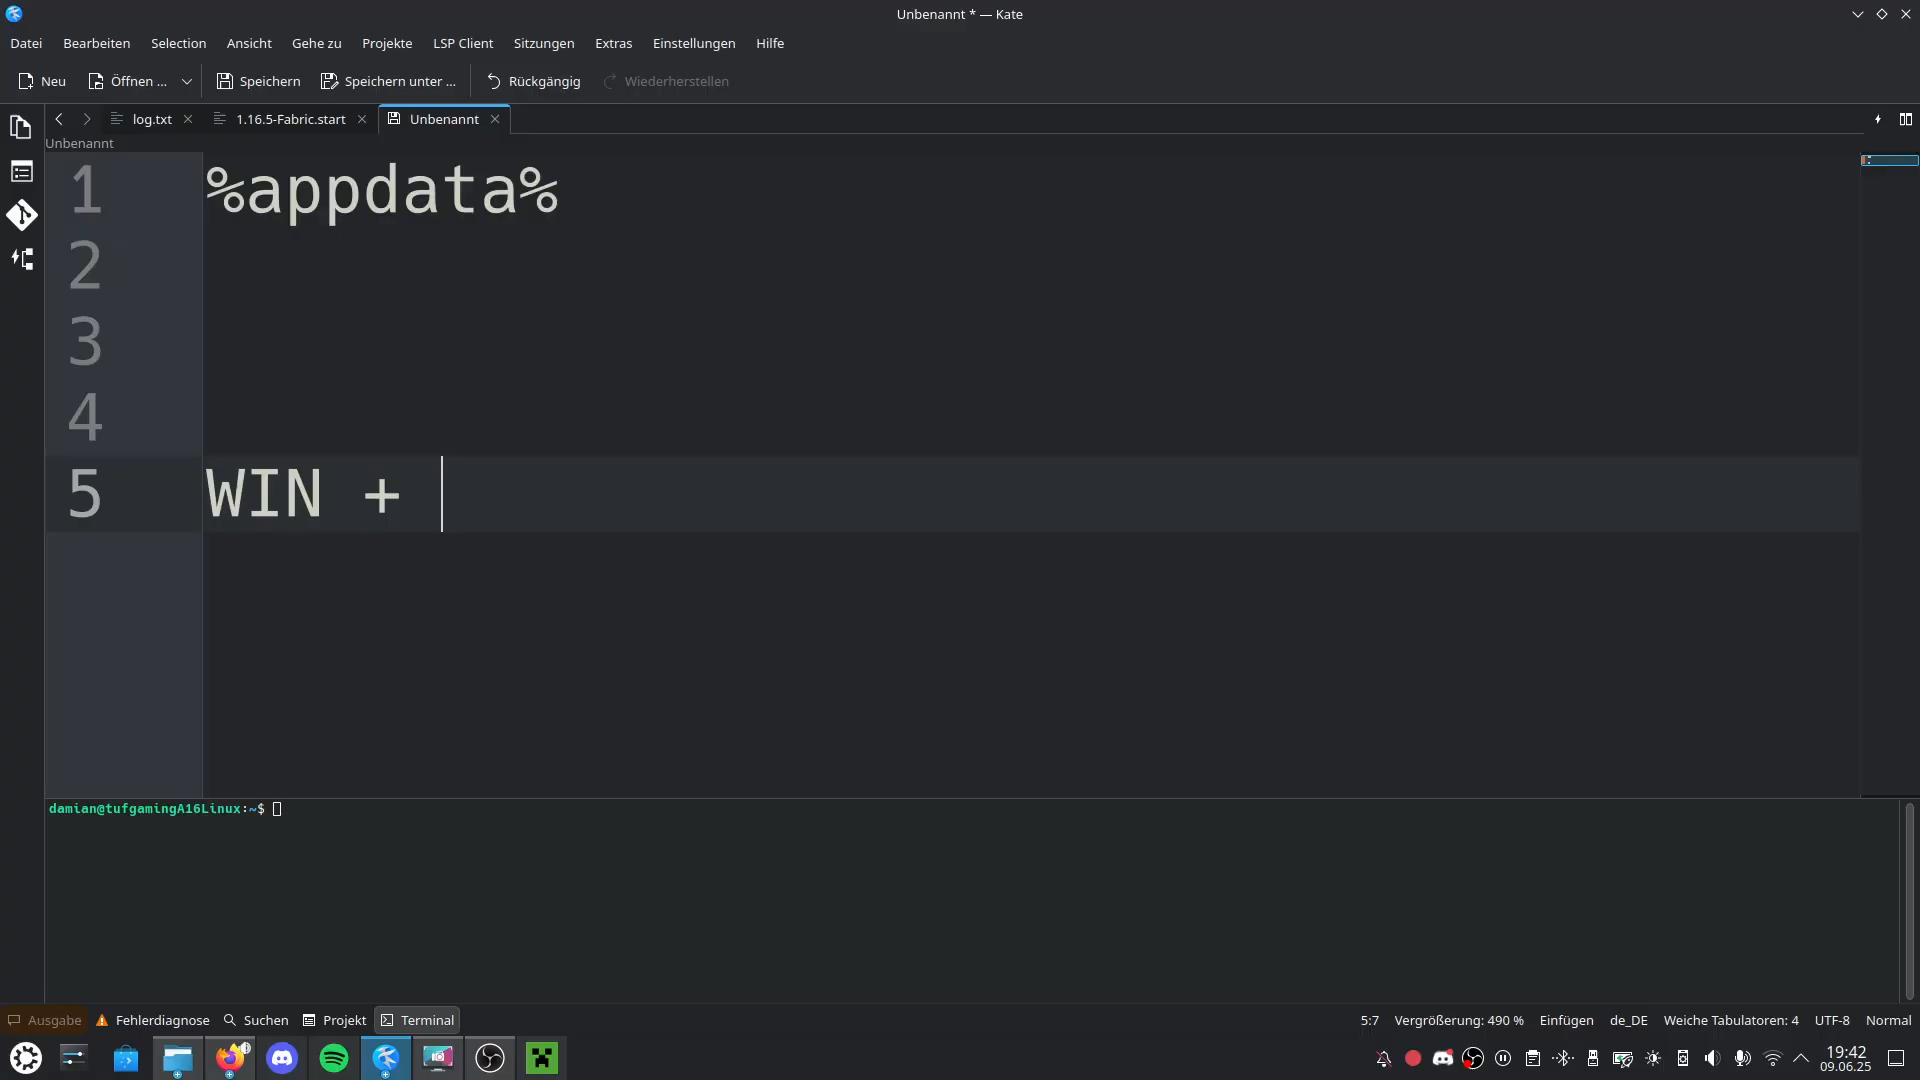 Unbenannt * — Kate
Datei Bearbeiten Selection Ansicht Gehe zu Projekte LSP Client Sitzungen Extras Einstellungen Hilfe
Neu Öffnen ... Speichern Speichern unter ... Rückgängig Wiederherstellen
log.txt 1.16.5-Fabric.start Unbenannt
Unbenannt
1 %appdata%
2
3
4
5 WIN +
damian@tufgamingA16Linux:~$
Ausgabe Fehlerdiagnose Suchen Projekt Terminal 5:7 Vergrößerung: 490 % Einfügen de_DE Weiche Tabulatoren: 4 UTF-8 Normal
19:42
09.06.25